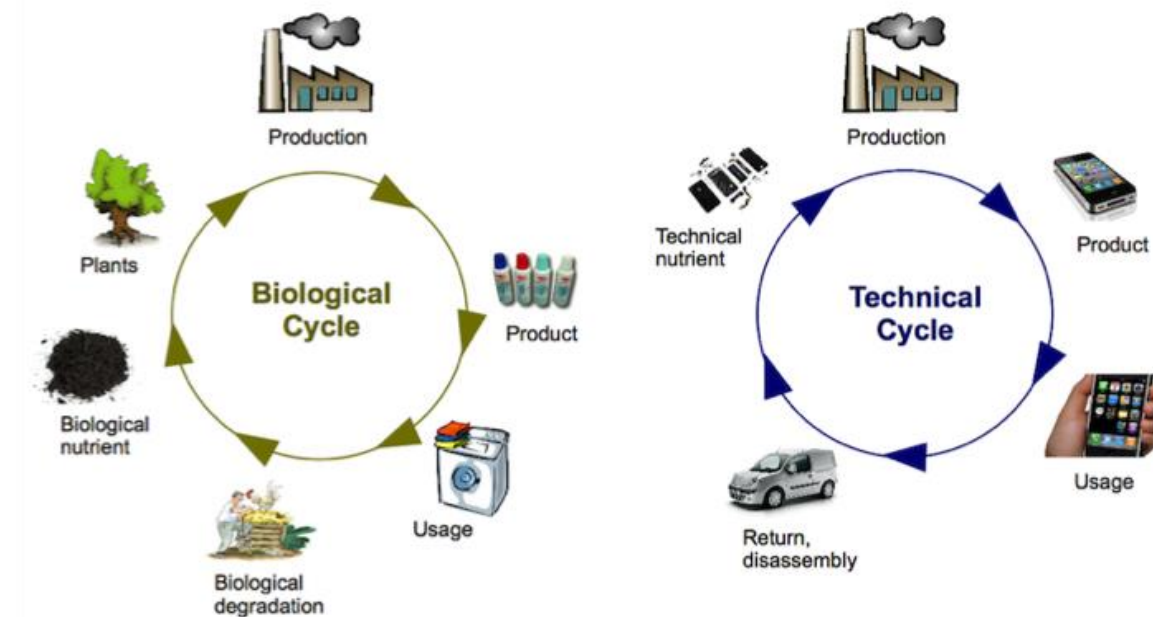 Production
Plants
Biological
Cycle
Product
Biological
nutrient
Usage
Biological
degradation
Production
Technical
nutrient
Product
Technical
Cycle
Usage
Return,
disassembly